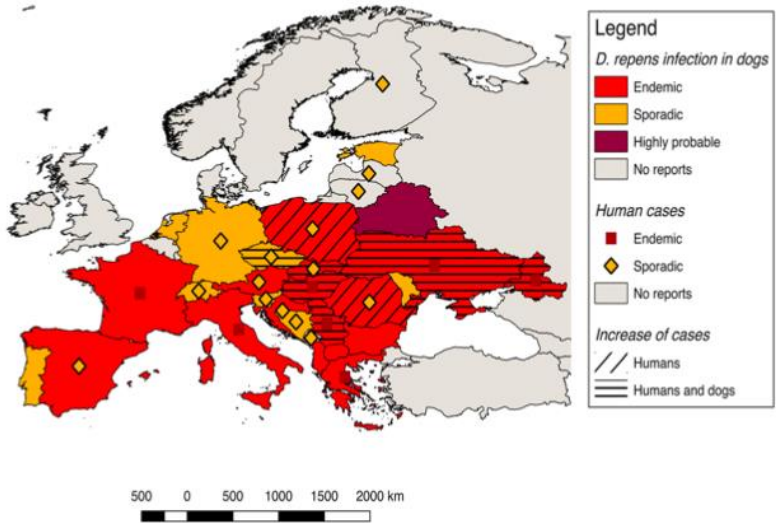 Legend
D. repens infection in dogs
Endemic
Sporadic
Highly probable
No reports
Human cases
Endemic
Sporadic
No reports
Increase of cases
Humans
Humans and dogs
500 0 500 1000 1500 2000 km